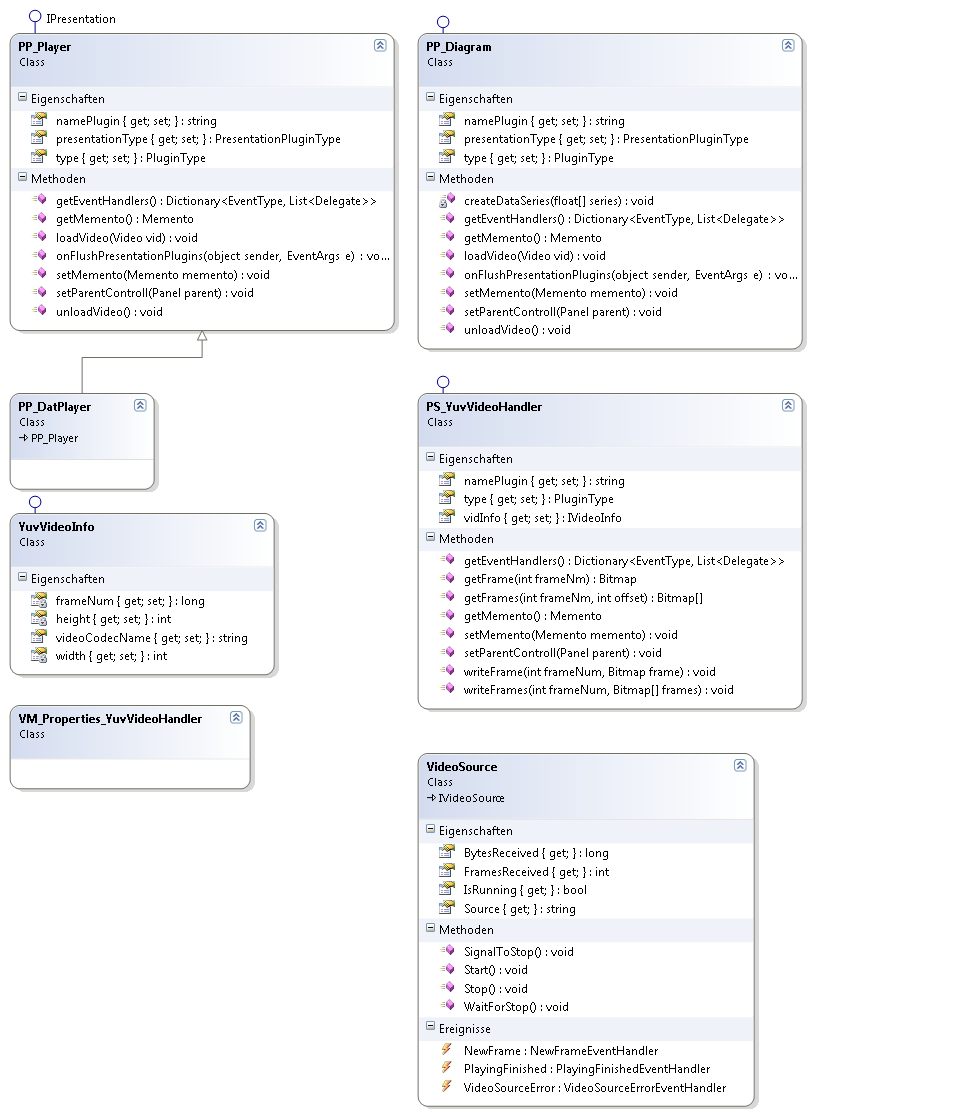 IPresentation
PP_Player
Class
Eigenschaften
namePlugin { get; set; } : string
presentationType { get; set; } : PresentationPluginType
type { get; set; } : PluginType
Methoden
getEventHandlers() : Dictionary<EventType, List<Delegate>>
getMemento() : Memento
loadVideo(Video vid) : void
onFlushPresentationPlugins(object sender, EventArgs e) : vo...
setMemento(Memento memento) : void
setParentControll(Panel parent) : void
unloadVideo() : void
PP_Diagram
Class
Eigenschaften
namePlugin { get; set; } : string
presentationType { get; set; } : PresentationPluginType
type { get; set; } : PluginType
Methoden
createDataSeries(float[] series) : void
getEventHandlers() : Dictionary<EventType, List<Delegate>>
getMemento() : Memento
loadVideo(Video vid) : void
onFlushPresentationPlugins(object sender, EventArgs e) : vo...
setMemento(Memento memento) : void
setParentControll(Panel parent) : void
unloadVideo() : void
PP_DatPlayer
Class
PP_Player
YuvVideoInfo
Class
Eigenschaften
frameNum { get; set; } : long
height { get; set; } : int
videoCodecName { get; set; } : string
width { get; set; } : int
VM_Properties_YuvVideoHandler
Class
PS_YuvVideoHandler
Class
Eigenschaften
namePlugin { get; set; } : string
type { get; set; } : PluginType
vidInfo { get; set; } : IVideoInfo
Methoden
getEventHandlers() : Dictionary<EventType, List<Delegate>>
getFrame(int frameNm) : Bitmap
getFrames(int frameNm, int offset) : Bitmap[]
getMemento() : Memento
setMemento(Memento memento) : void
setParentControll(Panel parent) : void
writeFrame(int frameNum, Bitmap frame) : void
writeFrames(int frameNum, Bitmap[] frames) : void
VideoSource
Class
IVideoSource
Eigenschaften
BytesReceived { get; } : long
FramesReceived { get; } : int
IsRunning { get; } : bool
Source { get; } : string
Methoden
SignalToStop() : void
Start() : void
Stop() : void
WaitForStop() : void
Ereignisse
NewFrame : NewFrameEventHandler
PlayingFinished : PlayingFinishedEventHandler
VideoSourceError : VideoSourceErrorEventHandler